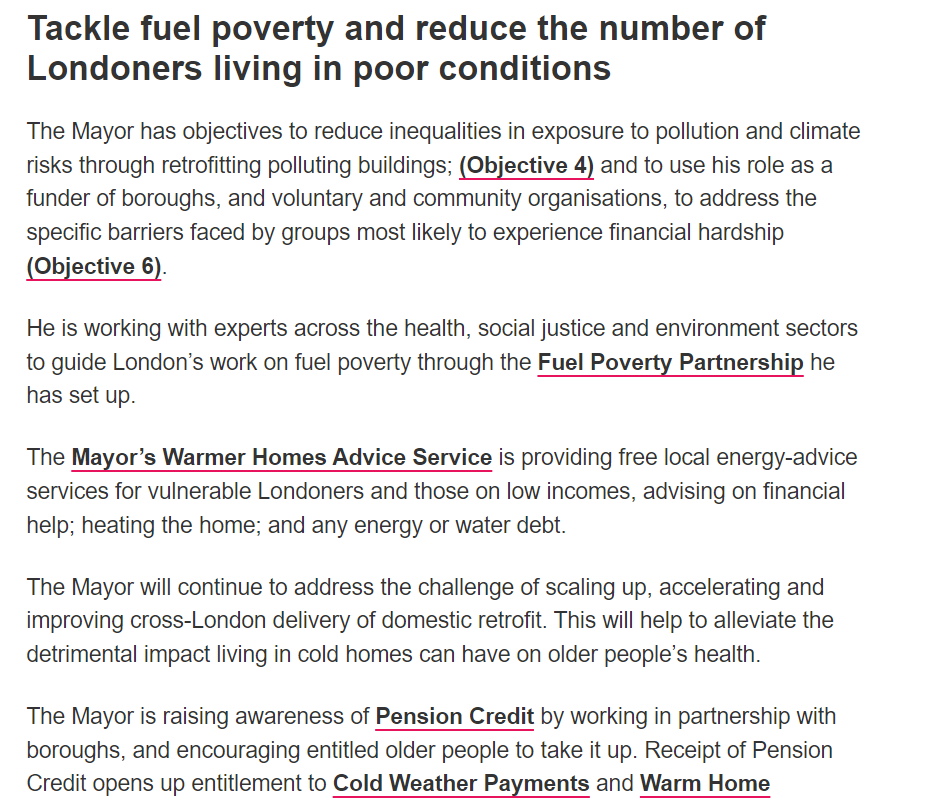 Tackle fuel poverty and reduce the number of
Londoners living in poor conditions
The Mayor has objectives to reduce inequalities in exposure to pollution and climate
risks through retrofitting polluting buildings; (Objective 4) and to use his role as a
funder of boroughs, and voluntary and community organisations, to address the
specific barriers faced by groups most likely to experience financial hardship
(Objective 6).
He is working with experts across the health, social justice and environment sectors
to guide London’s work on fuel poverty through the Fuel Poverty Partnership he
has set up.
The Mayor’s Warmer Homes Advice Service is providing free local energy-advice
services for vulnerable Londoners and those on low incomes, advising on financial
help; heating the home; and any energy or water debt.
The Mayor will continue to address the challenge of scaling up, accelerating and
improving cross-London delivery of domestic retrofit. This will help to alleviate the
detrimental impact living in cold homes can have on older people’s health.
The Mayor is raising awareness of Pension Credit by working in partnership with
boroughs, and encouraging entitled older people to take it up. Receipt of Pension
Credit opens up entitlement to Cold Weather Payments and Warm Home